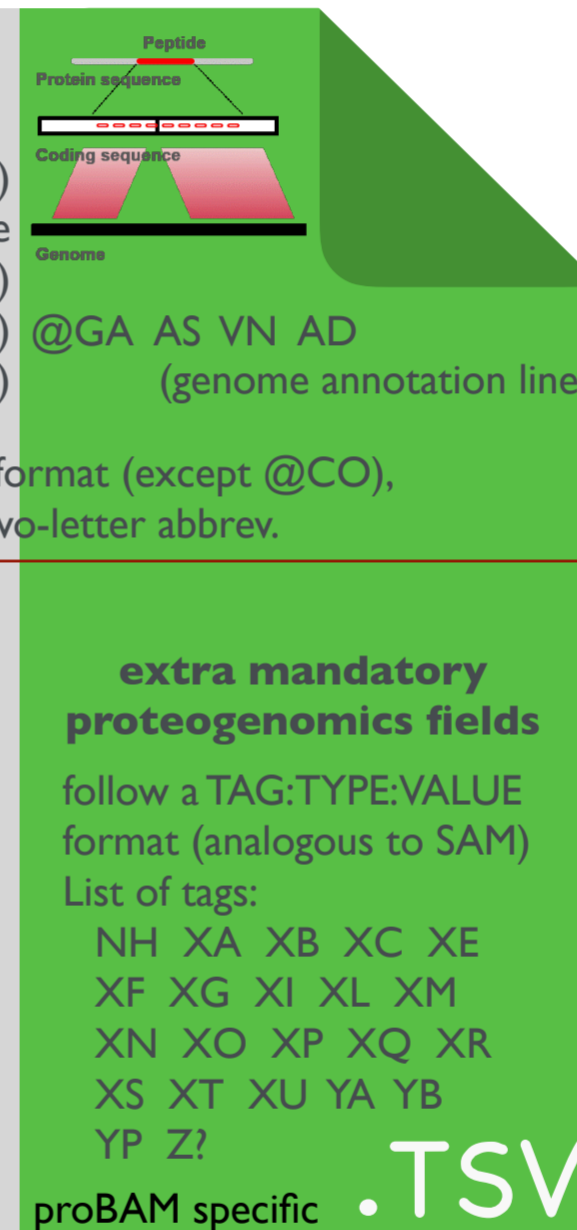 Peptide
Protein sequence
Coding sequence
Genome
)
e
)
) @GA AS VN AD
) (genome annotation line
format (except @CO),
wo-letter abbrev.
extra mandatory
proteogenomics fields
follow a TAG:TYPE:VALUE
format (analogous to SAM)
List of tags:
NH XA XB XC XE
XF XG XI XL XM
XN XO XP XQ XR
XS XT XU YA YB
YP Z?
proBAM specific
.TSV